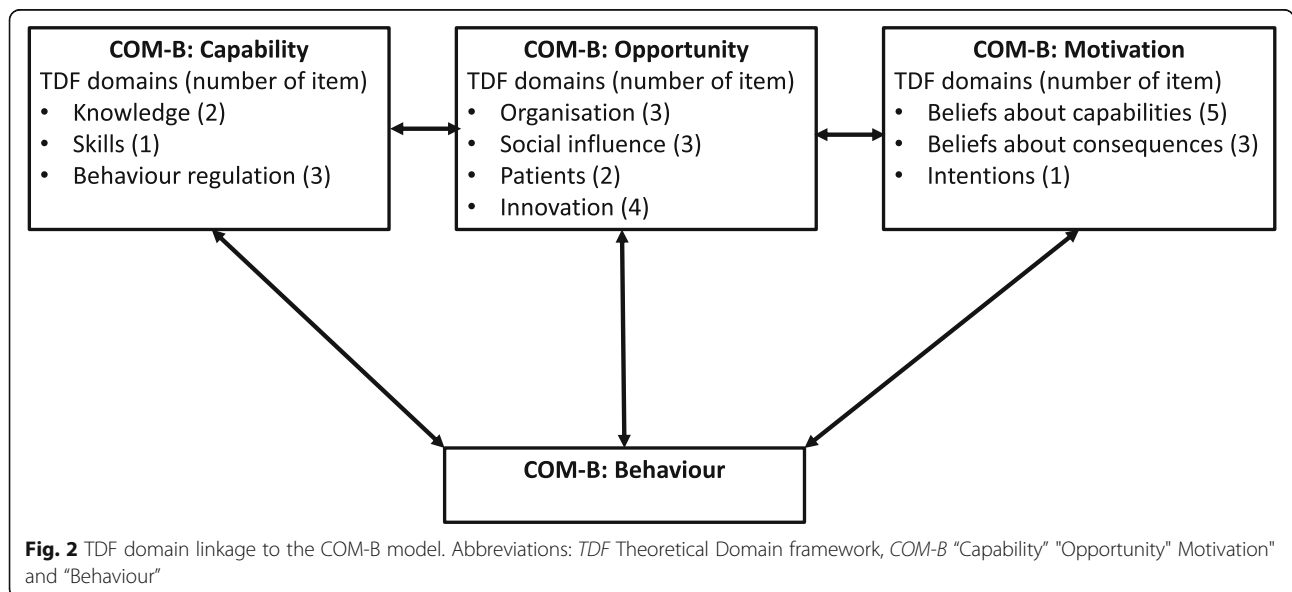 COM-B: Capability
TDF domains (number of item)
• Knowledge (2)
• Skills (1)
• Behaviour regulation (3)
COM-B: Opportunity
TDF domains (number of item)
• Organisation (3)
• Social influence (3)
• Patients (2)
• Innovation (4)
COM-B: Motivation
TDF domains (number of item)
• Beliefs about capabilities (5)
• Beliefs about consequences (3)
• Intentions (1)
COM-B: Behaviour
Fig. 2 TDF domain linkage to the COM-B model. Abbreviations: TDF Theoretical Domain framework, COM-B “Capability” "Opportunity" Motivation"
and “Behaviour”